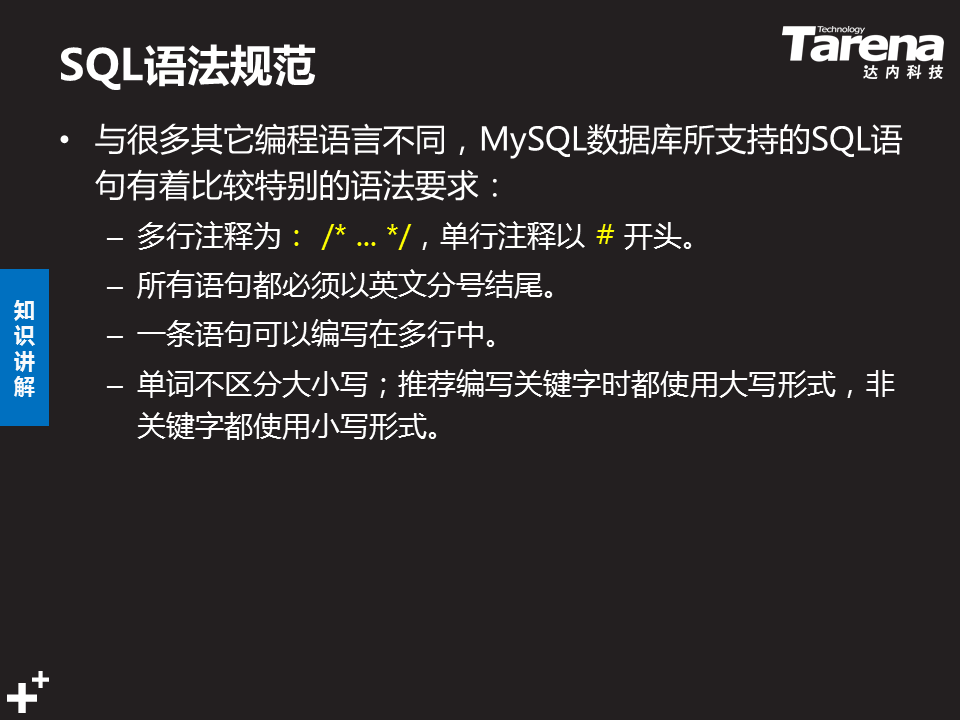 SQL语法规范
Technology
Tarena
达内科技
• 与很多其它编程语言不同，MySQL数据库所支持的SQL语
句有着比较特别的语法要求：
– 多行注释为： /* ... */，单行注释以 # 开头。
– 所有语句都必须以英文分号结尾。
– 一条语句可以编写在多行中。
– 单词不区分大小写；推荐编写关键字时都使用大写形式，非
关键字都使用小写形式。
知
识
讲
解